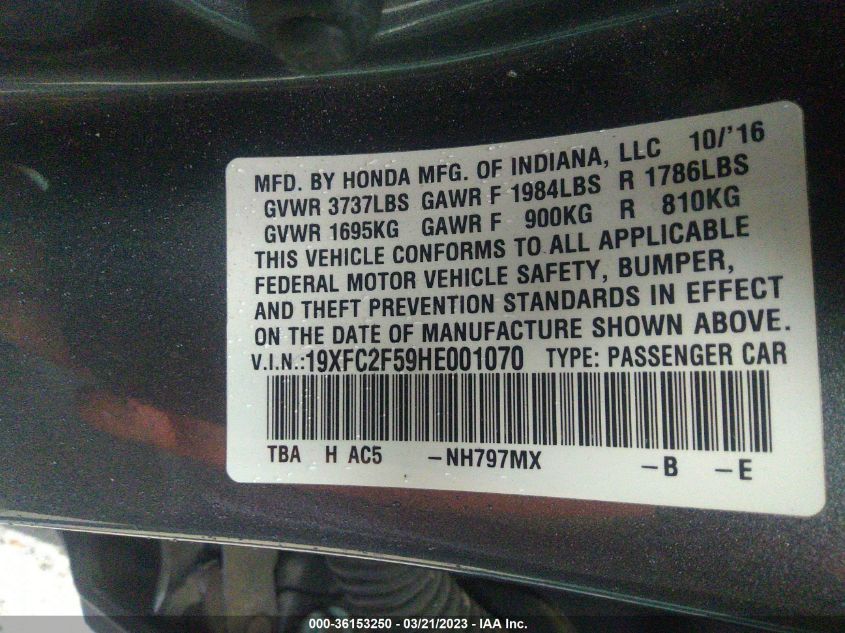 MFD. BY HONDA MFG. OF INDIANA, LLC 10/'16
GVWR 3737LBS GAWR F 1984LBS R 1786LBS
GVWR 1695KG GAWR F 900KG R 810KG
THIS VEHICLE CONFORMS TO ALL APPLICABLE
FEDERAL MOTOR VEHICLE SAFETY, BUMPER,
AND THEFT PREVENTION STANDARDS IN EFFECT
ON THE DATE OF MANUFACTURE SHOWN ABOVE.
V.I.N.:19XFC2F59HE001070 TYPE: PASSENGER CAR
TBA H AC5 -NH797MX -B -E
000-36153250 - 03/21/2023 - IAA Inc.